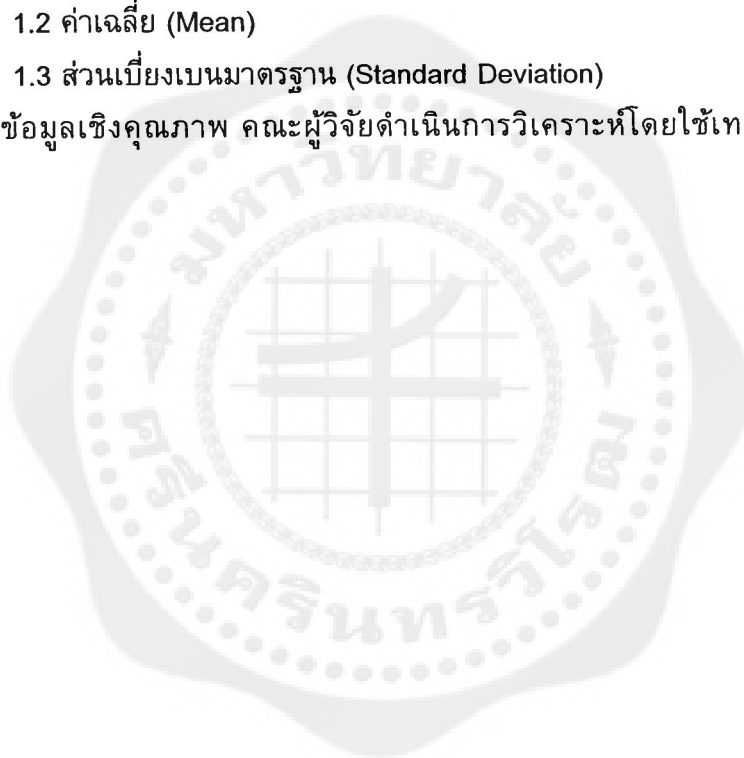 1.2 ค่าเฉลี่ย (Mean)
1.3 ส่วนเบี่ยงเบนมาตรฐาน (Standard Deviation)
ข้อมูลเชิงคุณภาพ คณะผู้วิจัยดำเนินการวิเคราะห์โดยใช้เท
มหาวิทยาลัย
ศรีนครินทรวิโรฒ